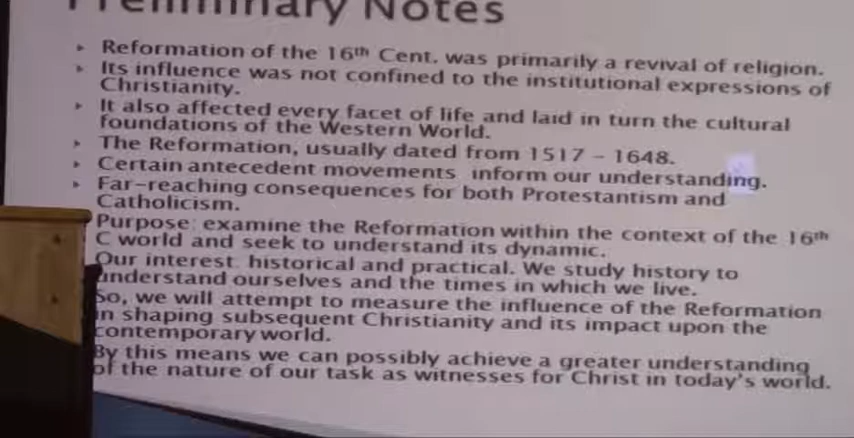 Preliminary Notes
▸ Reformation of the 16th Cent. was primarily a revival of religion.
▸ Its influence was not confined to the institutional expressions of
Christianity.
▸ It also affected every facet of life and laid in turn the cultural
foundations of the Western World.
▸ The Reformation, usually dated from 1517 – 1648.
▸ Certain antecedent movements inform our understanding.
▸ Far-reaching consequences for both Protestantism and
Catholicism.
Purpose: examine the Reformation within the context of the 16th
C world and seek to understand its dynamic.
Our interest, historical and practical. We study history to
understand ourselves and the times in which we live.
So, we will attempt to measure the influence of the Reformation
in shaping subsequent Christianity and its impact upon the
contemporary world.
By this means we can possibly achieve a greater understanding
of the nature of our task as witnesses for Christ in today's world.